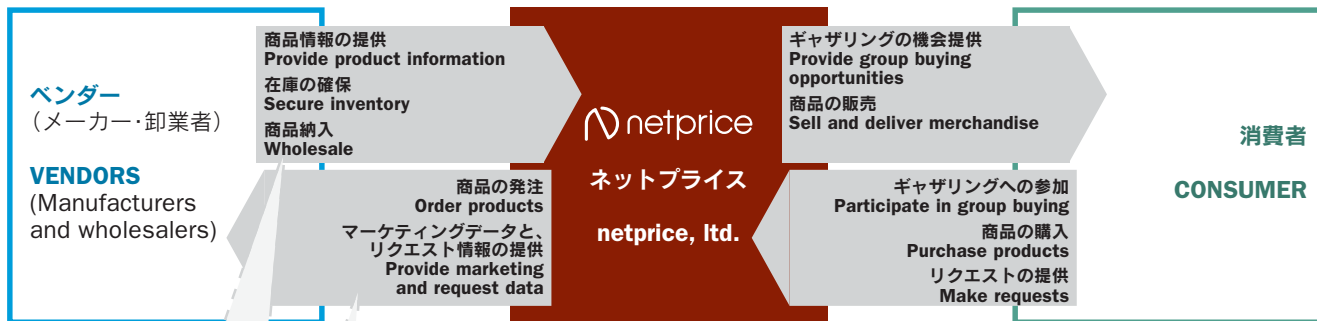 ベンダー
（メーカー・卸業者）
VENDORS
(Manufacturers
and wholesalers)
商品情報の提供
Provide product information
在庫の確保
Secure inventory
商品納入
Wholesale
商品の発注
Order products
マーケティングデータと、
リクエスト情報の提供
Provide marketing
and request data
netprice
ネットプライス
netprice, ltd.
ギャザリングの機会提供
Provide group buying
opportunities
商品の販売
Sell and deliver merchandise
ギャザリングへの参加
Participate in group buying
商品の購入
Purchase products
リクエストの提供
Make requests
消費者
CONSUMER